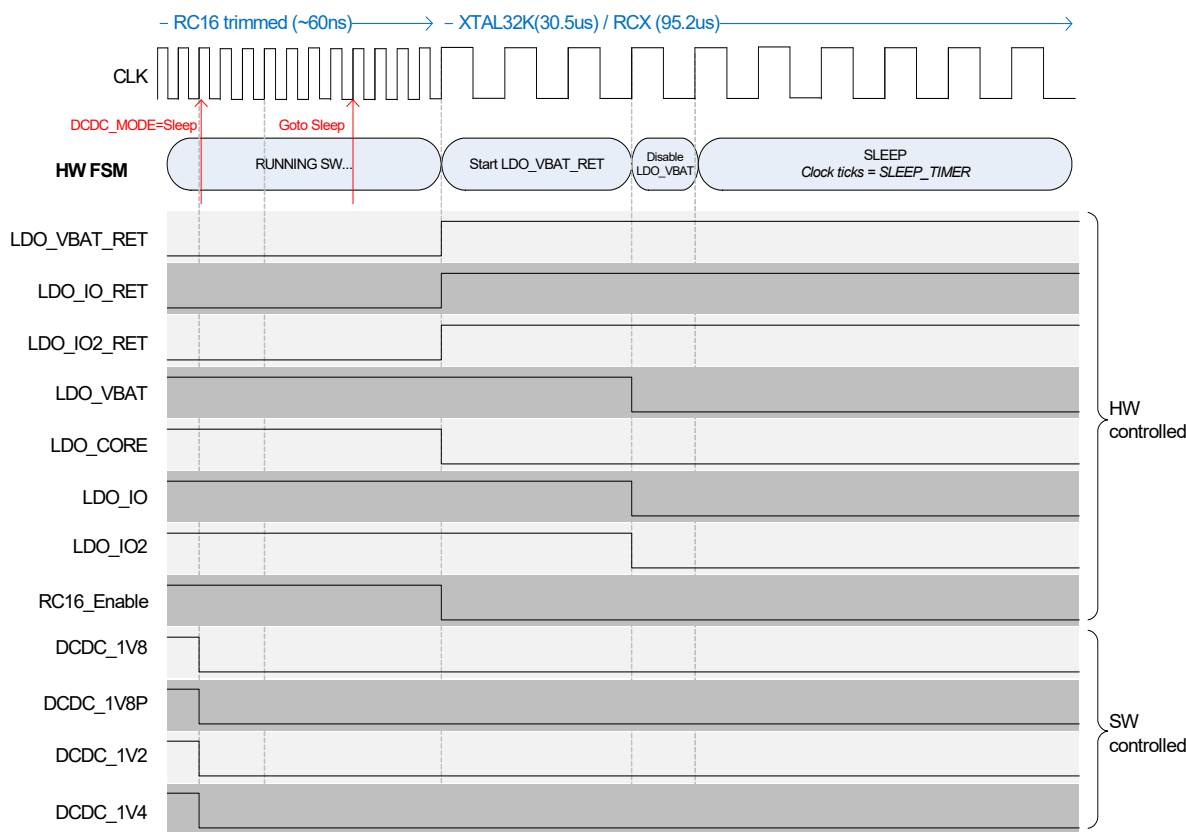 RC16 trimmed (~60ns)
XTAL32K(30.5us) / RCX (95.2us)
CLK
DCDC_MODE=Sleep
Goto Sleep
HW FSM
RUNNING SW...
Start LDO_VBAT_RET
Disable
LDO_VBAT
SLEEP
Clock ticks = SLEEP_TIMER
LDO_VBAT_RET
LDO_IO_RET
LDO_IO2_RET
LDO_VBAT
LDO_CORE
LDO_IO
LDO_IO2
RC16_Enable
HW
controlled
DCDC_1V8
DCDC_1V8P
DCDC_1V2
DCDC_1V4
SW
controlled